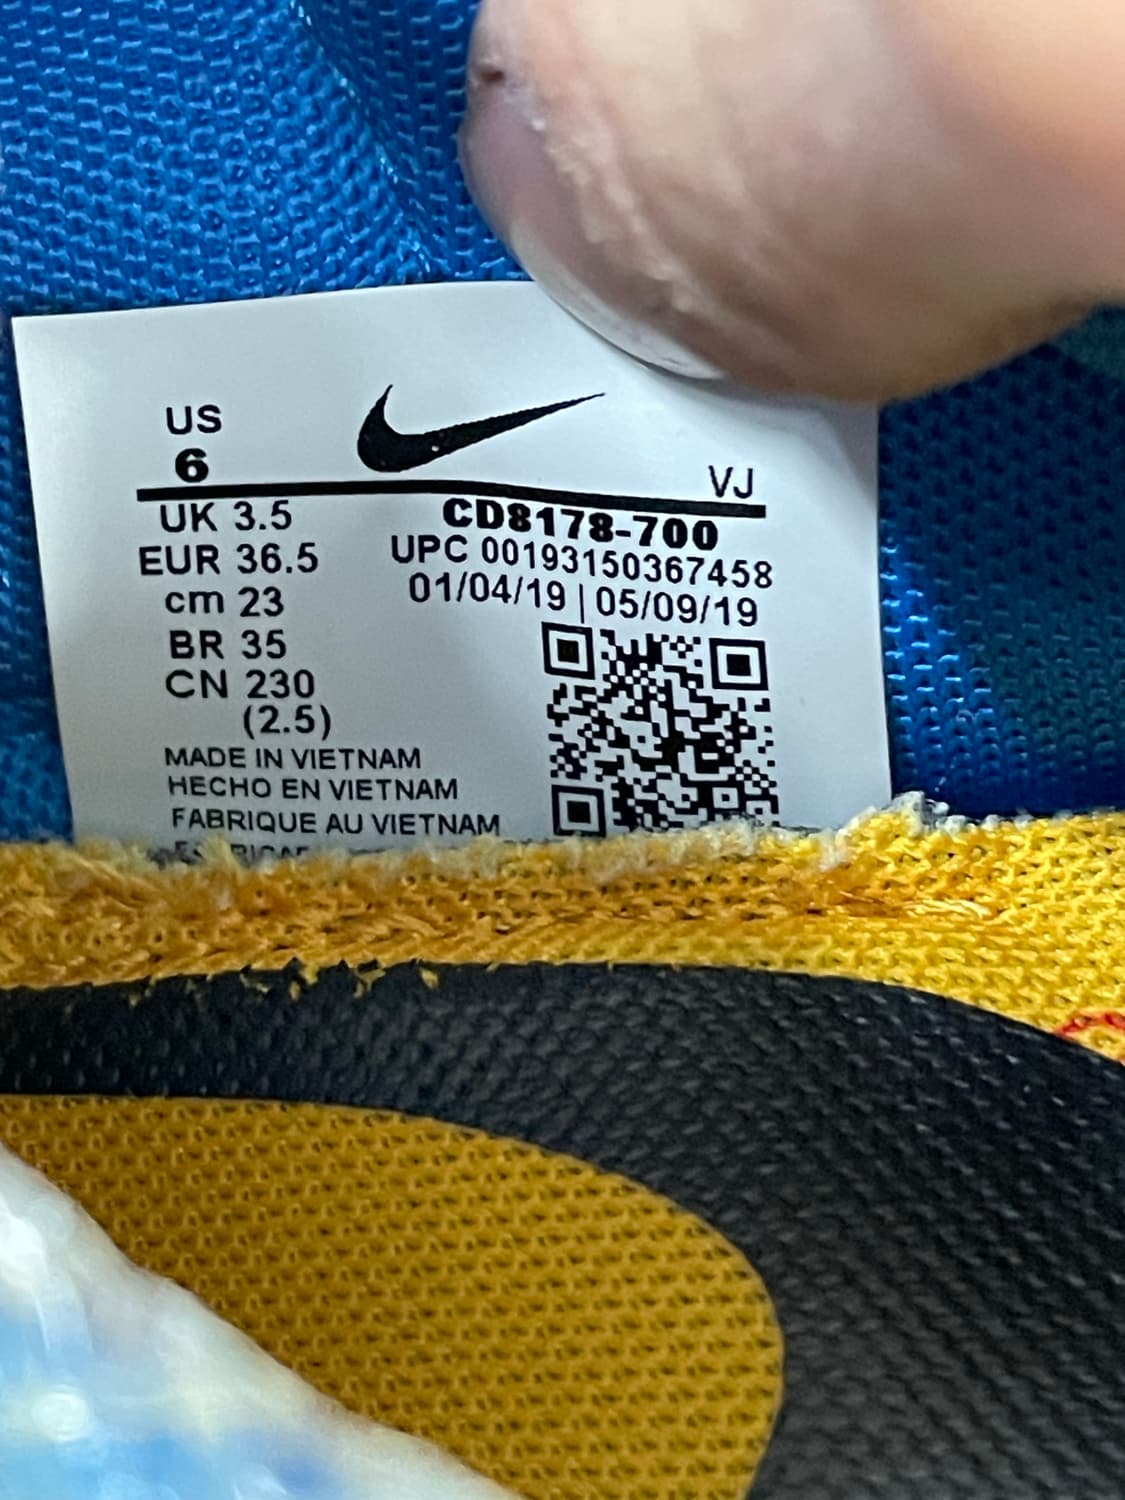 US
6
VJ
UK 3.5
EUR 36.5
cm 23
BR 35
CN 230
(2.5)
CD8178-700
UPC 00193150367458
01/04/19 | 05/09/19
MADE IN VIETNAM
HECHO EN VIETNAM
FABRIQUE AU VIETNAM